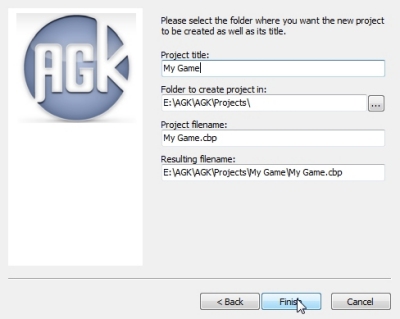 AGK
Please select the folder where you want the new project
to be created as well as its title.
Project title:
My Game
Folder to create project in:
E:\AGK\AGK\Projects\
...
Project filename:
My Game.cbp
Resulting filename:
E:\AGK\AGK\Projects\My Game\My Game.cbp
< Back Finish Cancel